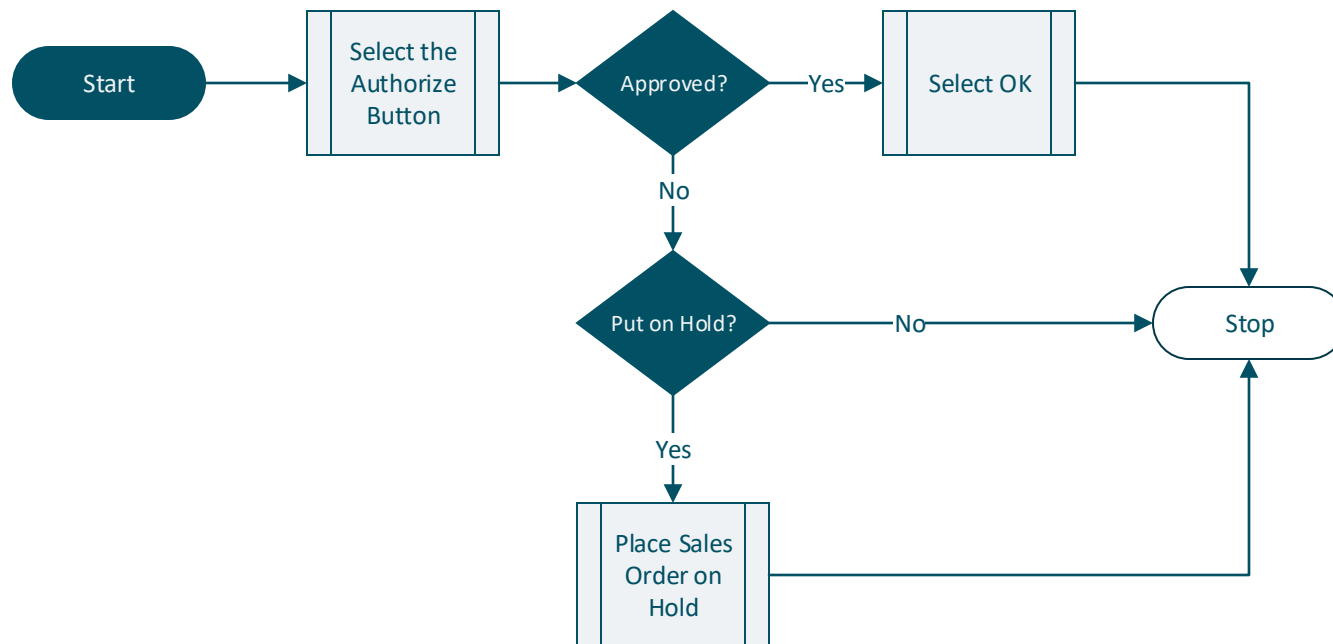 Start
Select the
Authorize
Button
Approved?
Yes
Select OK
No
Put on Hold?
No
Stop
Yes
Place Sales
Order on
Hold